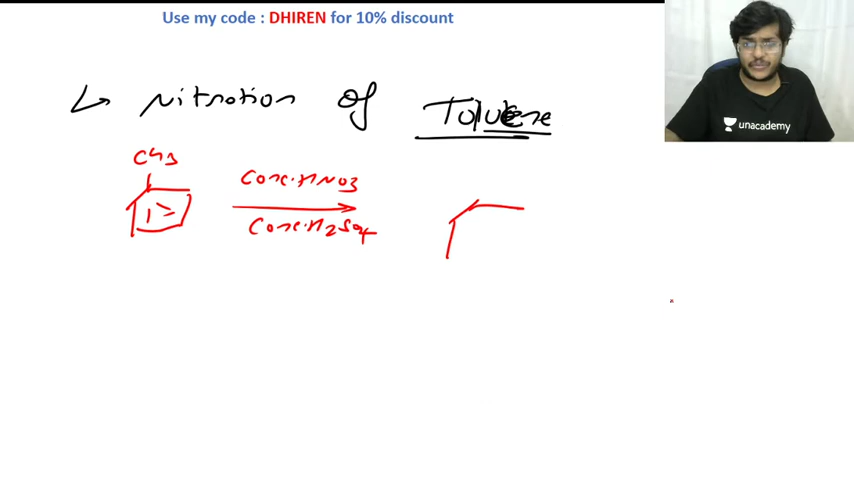 Use my code : DHIREN for 10% discount
Nitration of Toluene
unacademy
CH3
Conc.HNO3
Conc.H2SO4